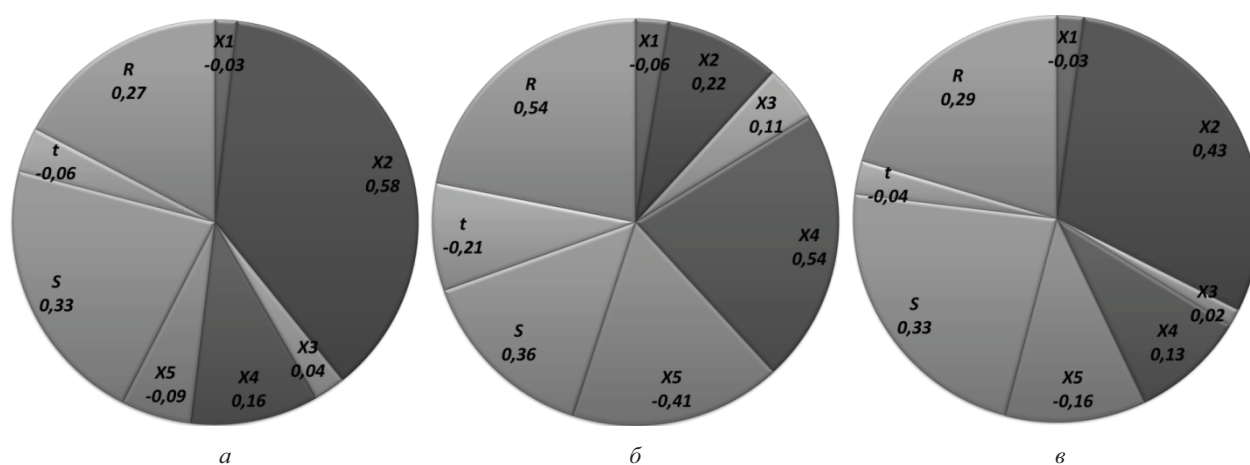 X1
-0,03
X2
0,58
X3
0,04
X4
0,16
X5
-0,09
S
0,33
t
-0,06
R
0,27
а
X1
-0,06
X2
0,22
X3
0,11
X4
0,54
X5
-0,41
S
0,36
t
-0,21
R
0,54
б
X1
-0,03
X2
0,43
X3
0,02
X4
0,13
X5
-0,16
S
0,33
t
-0,04
R
0,29
в